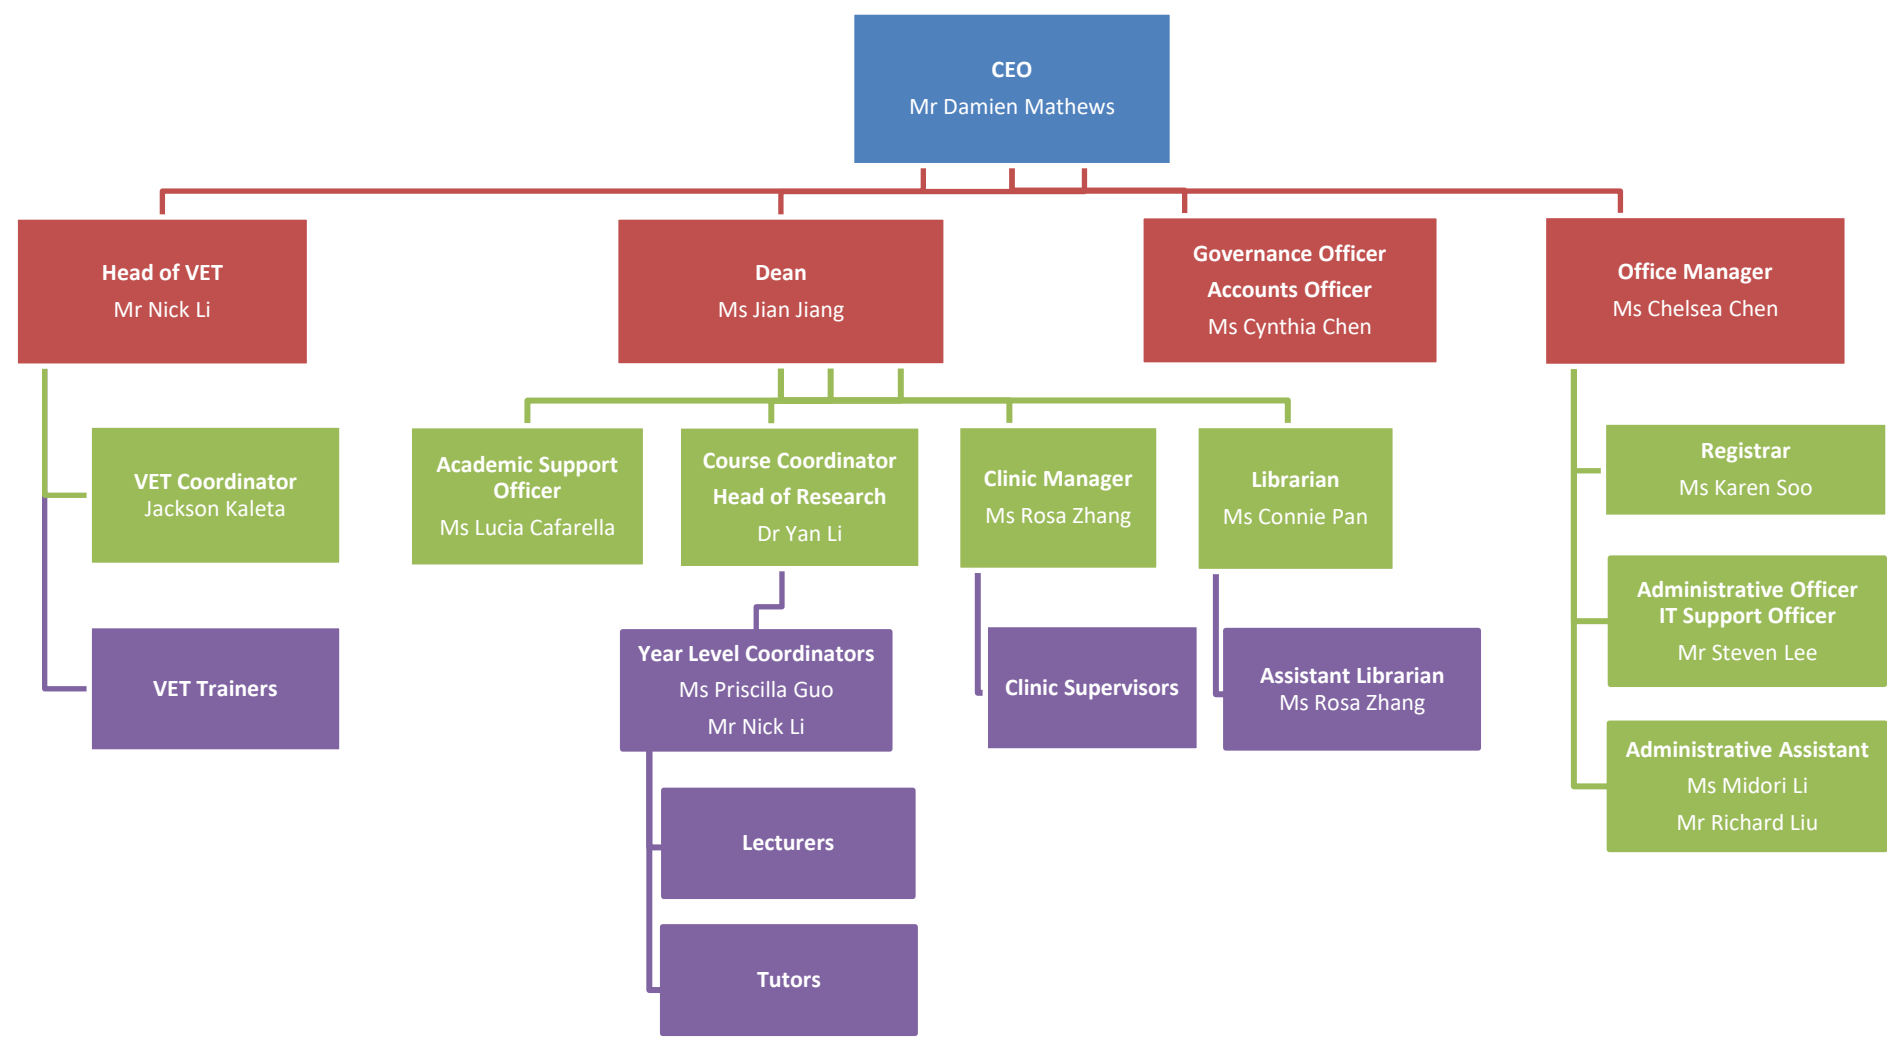 CEO
Mr Damien Mathews
Head of VET
Mr Nick Li
Dean
Ms Jian Jiang
Governance Officer
Accounts Officer
Ms Cynthia Chen
Office Manager
Ms Chelsea Chen
VET Coordinator
Jackson Kaleta
Academic Support
Officer
Ms Lucia Cafarella
Course Coordinator
Head of Research
Dr Yan Li
Clinic Manager
Ms Rosa Zhang
Librarian
Ms Connie Pan
Registrar
Ms Karen Soo
Administrative Officer
IT Support Officer
Mr Steven Lee
VET Trainers
Year Level Coordinators
Ms Priscilla Guo
Mr Nick Li
Clinic Supervisors
Assistant Librarian
Ms Rosa Zhang
Administrative Assistant
Ms Midori Li
Mr Richard Liu
Lecturers
Tutors